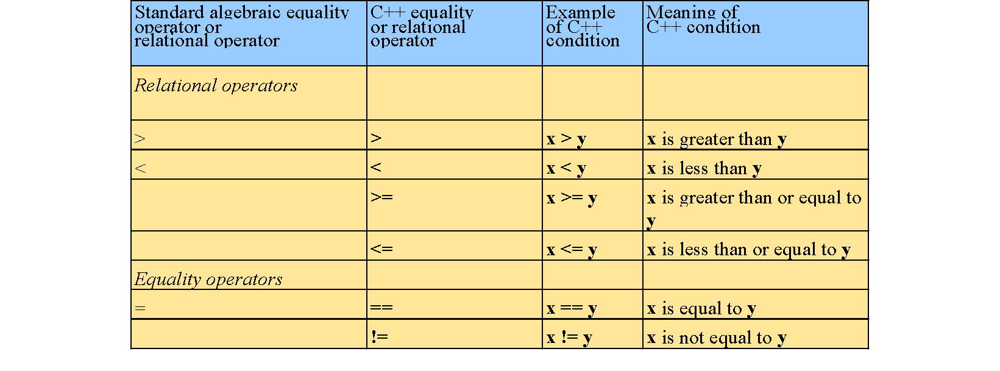 Standard algebraic equality
operator or
relational operator
C++ equality
or relational
operator
Example
of C++
condition
Meaning of
C++ condition
Relational operators
> > x > y x is greater than y
< < x < y x is less than y
>= x >= y x is greater than or equal to
y
<= x <= y x is less than or equal to y
Equality operators
= == x == y x is equal to y
!= x != y x is not equal to y